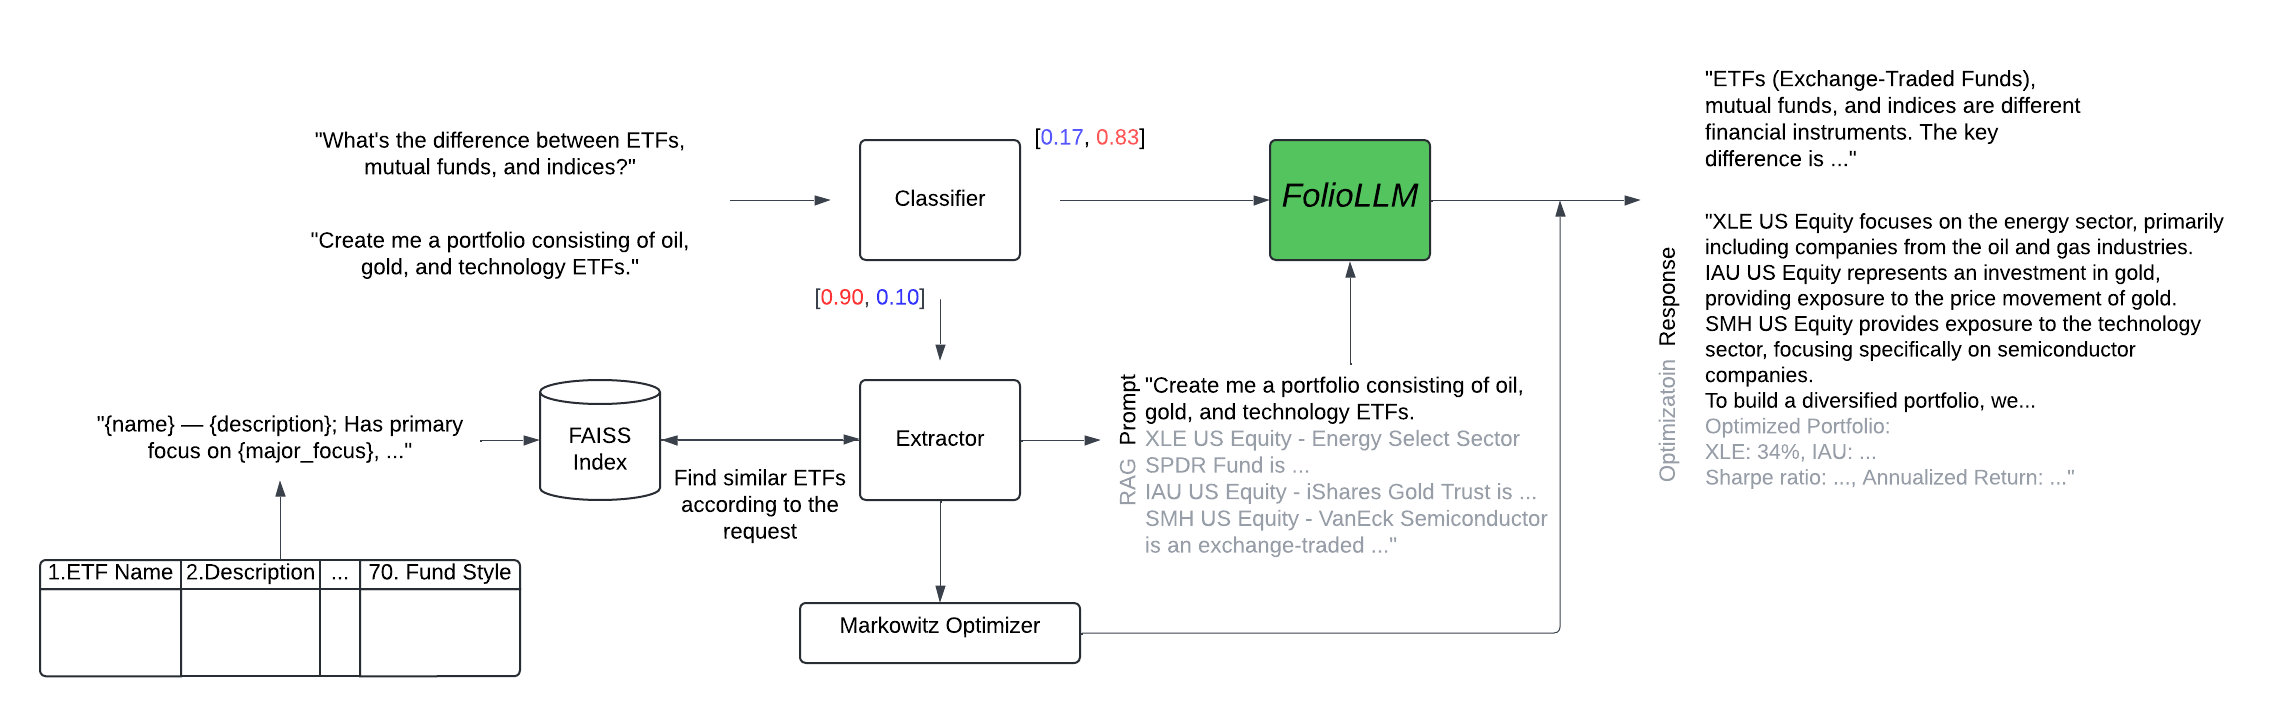 "What's the difference between ETFs,
mutual funds, and indices?"
"Create me a portfolio consisting of oil,
gold, and technology ETFs."
Classifier
[0.17, 0.83]
[0.90, 0.10]
FolioLLM
"{name} — {description}; Has primary
focus on {major_focus}, ..."
1.ETF Name
2.Description
...
70. Fund Style
FAISS
Index
Find similar ETFs
according to the
request
Extractor
Markowitz Optimizer
RAG Prompt
"Create me a portfolio consisting of oil,
gold, and technology ETFs.
XLE US Equity - Energy Select Sector
SPDR Fund is ...
IAU US Equity - iShares Gold Trust is ...
SMH US Equity - VanEck Semiconductor
is an exchange-traded ..."
Optimizatoin Response
"ETFs (Exchange-Traded Funds),
mutual funds, and indices are different
financial instruments. The key
difference is ..."
"XLE US Equity focuses on the energy sector, primarily
including companies from the oil and gas industries.
IAU US Equity represents an investment in gold,
providing exposure to the price movement of gold.
SMH US Equity provides exposure to the technology
sector, focusing specifically on semiconductor
companies.
To build a diversified portfolio, we...
Optimized Portfolio:
XLE: 34%, IAU: ...
Sharpe ratio: ..., Annualized Return: ..."